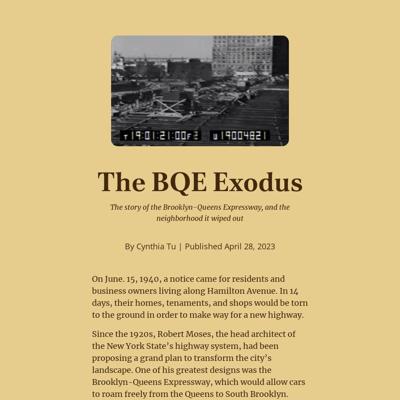 T19:01:21:00F2 U19004821
The BQE Exodus
The story of the Brooklyn-Queens Expressway, and the
neighborhood it wiped out
By Cynthia Tu | Published April 28, 2023
On June. 15, 1940, a notice came for residents and
business owners living along Hamilton Avenue. In 14
days, their homes, tenaments, and shops would be torn
to the ground in order to make way for a new highway.
Since the 1920s, Robert Moses, the head architect of
the New York State's highway system, had been
proposing a grand plan to transform the city's
landscape. One of his greatest designs was the
Brooklyn-Queens Expressway, which would allow cars
to roam freely from the Queens to South Brooklyn.